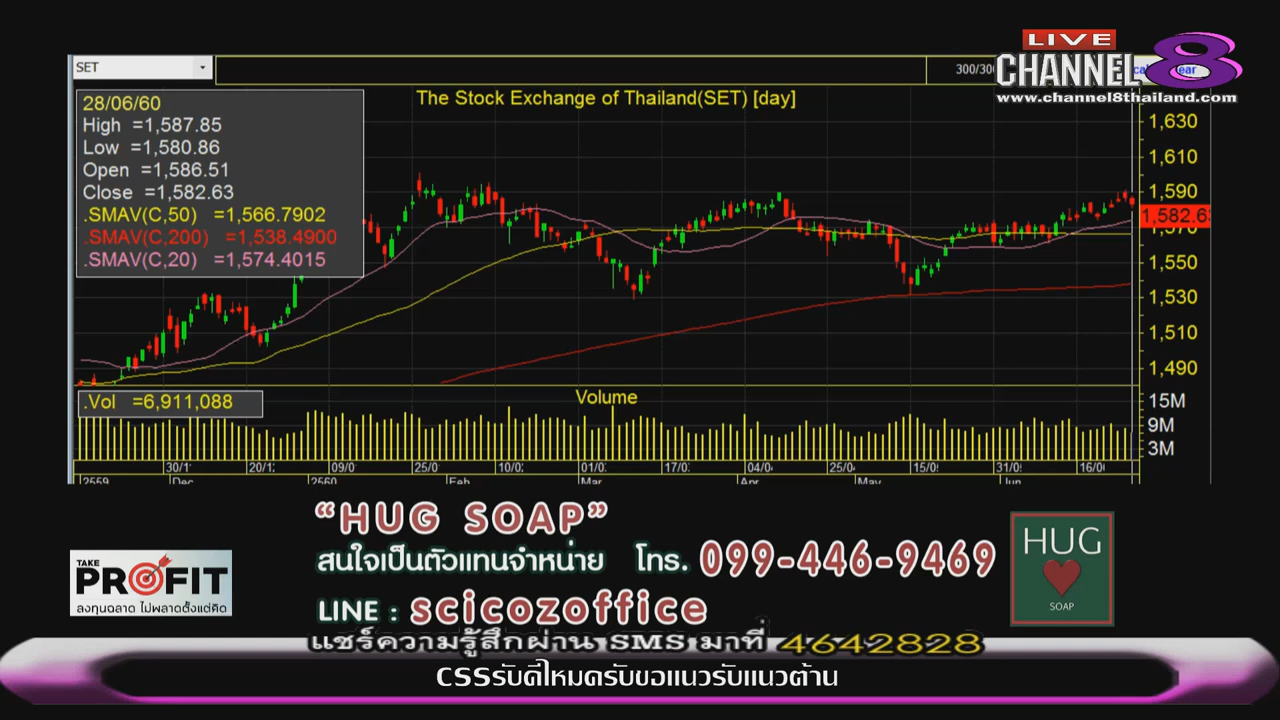 LIVE
CHANNEL 8
www.channel8thailand.com
SET
300/300
The Stock Exchange of Thailand(SET) [day]
28/06/60
High =1,587.85
Low =1,580.86
Open =1,586.51
Close =1,582.63
.SMAV(C,50) =1,566.7902
.SMAV(C,200) =1,538.4900
.SMAV(C,20) =1,574.4015
1,630
1,610
1,590
1,582.63
1,570
1,550
1,530
1,510
1,490
.Vol =6,911,088
Volume
15M
9M
3M
30/1 20/12 09/0 25/0 10/02 01/03 17/03 04/04 25/04 15/05 31/05 16/06
2559 Dec 2560 Feb Mar Apr May Jun
“HUG SOAP”
สนใจเป็นตัวแทนจำหน่าย โทร. 099-446-9469
LINE : scicozoffice
HUG
SOAP
TAKE
PROFIT
ลงทุนฉลาด ไม่พลาดตั้งแต่คิด
แชร์ความรู้สึกผ่าน SMS มาที่ 4642828
CSSรับดีไหมครับขอแนวรับแนวต้าน